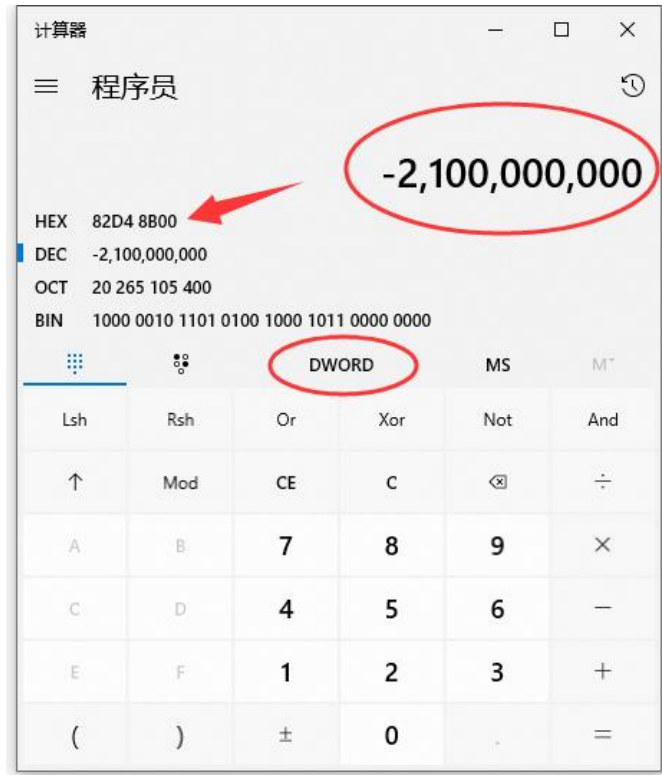 计算器
程序员
-2,100,000,000
HEX 82D4 8B00
DEC -2,100,000,000
OCT 20 265 105 400
BIN 1000 0010 1101 0100 1000 1011 0000 0000
DWORD MS M˅
Lsh Rsh Or Xor Not And
↑ Mod CE C ⌫ ÷
A B 7 8 9 ×
C D 4 5 6 −
E F 1 2 3 +
( ) ± 0 . =